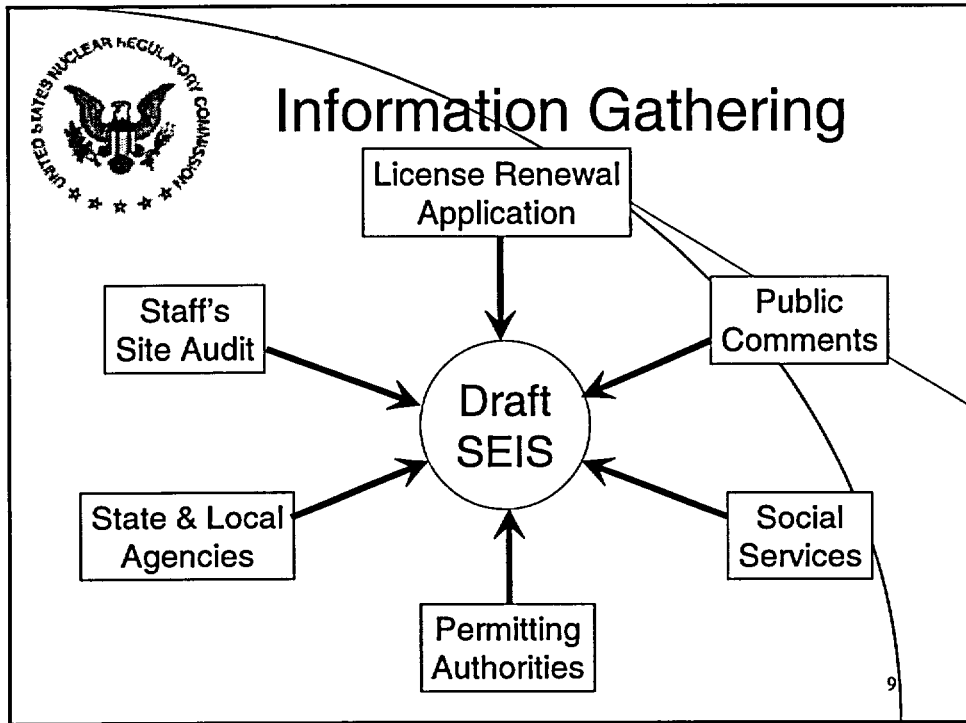 UNITED STATES NUCLEAR REGULATORY COMMISSION
Information Gathering
License Renewal
Application
Staff's
Site Audit
Public
Comments
Draft
SEIS
State & Local
Agencies
Social
Services
Permitting
Authorities
9